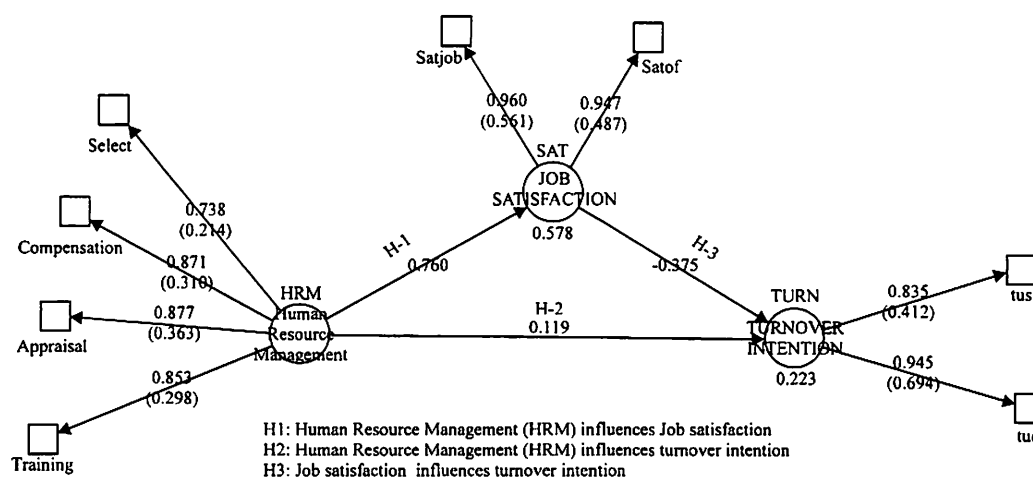 Satjob
Satof
0.960
(0.561)
0.947
(0.487)
Select
SAT
JOB
SATISFACTION
0.578
0.738
(0.214)
Compensation
0.871
(0.310)
H-1
0.760
H-3
-0.375
HRM
Human
Resource
Management
Appraisal
0.877
(0.363)
H-2
0.119
TURN
TURNOVER
INTENTION
0.223
0.835
(0.412)
tus
0.853
(0.298)
0.945
(0.694)
Training
H1: Human Resource Management (HRM) influences Job satisfaction
H2: Human Resource Management (HRM) influences turnover intention
H3: Job satisfaction influences turnover intention